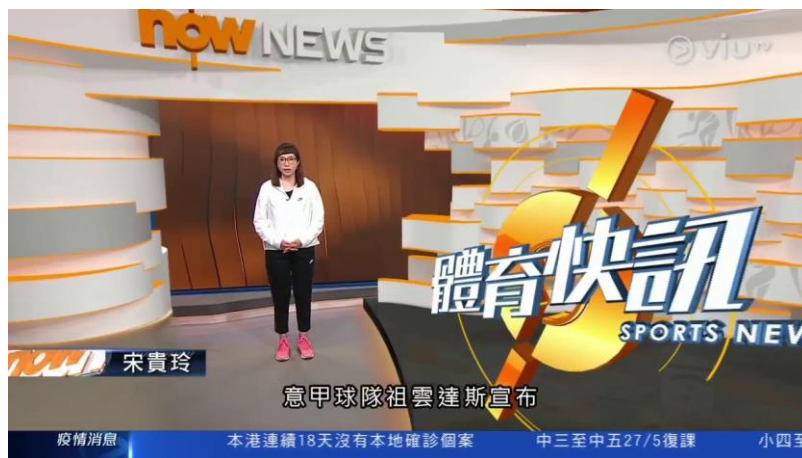 now NEWS
viu TV
體育快訊
SPORTS NEW
now 宋貴玲
意甲球隊祖雲達斯宣布
疫情消息 本港連續18天沒有本地確診個案 中三至中五27/5復課 小四至